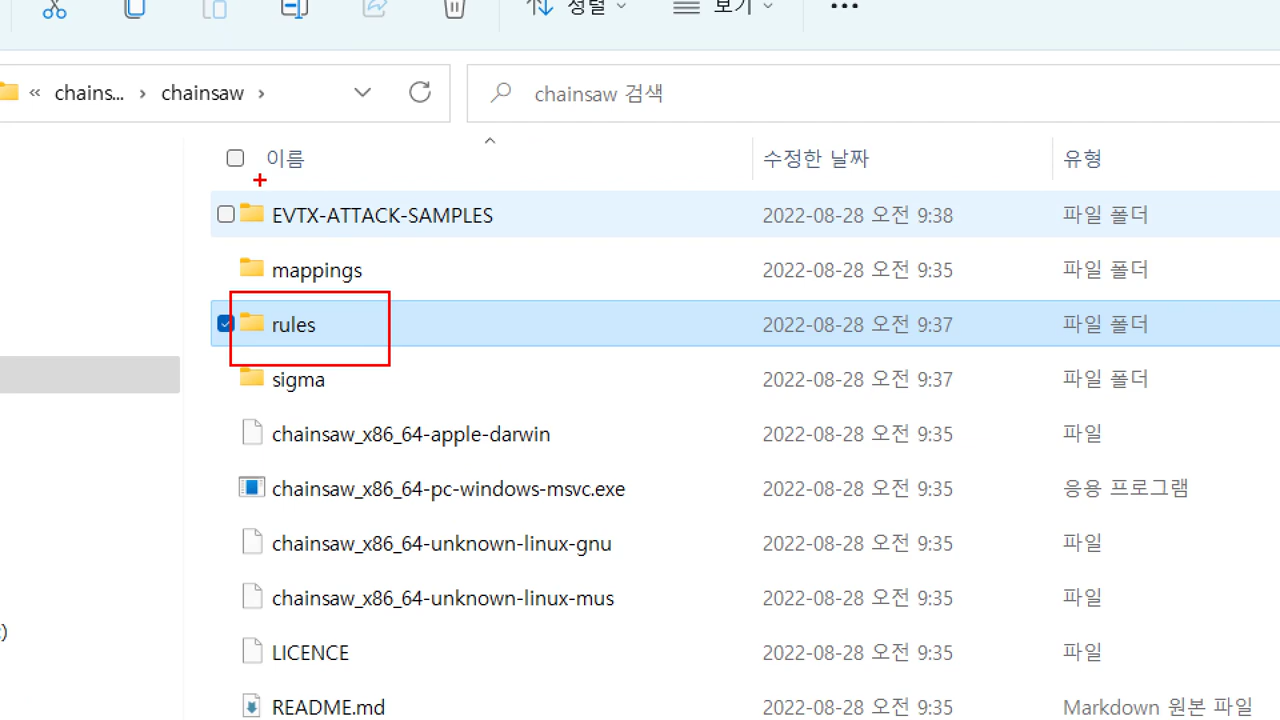 정렬 보기
« chains... › chainsaw ›
chainsaw 검색
이름 수정한 날짜 유형
EVTX-ATTACK-SAMPLES 2022-08-28 오전 9:38 파일 폴더
mappings 2022-08-28 오전 9:35 파일 폴더
rules 2022-08-28 오전 9:37 파일 폴더
sigma 2022-08-28 오전 9:37 파일 폴더
chainsaw_x86_64-apple-darwin 2022-08-28 오전 9:35 파일
chainsaw_x86_64-pc-windows-msvc.exe 2022-08-28 오전 9:35 응용 프로그램
chainsaw_x86_64-unknown-linux-gnu 2022-08-28 오전 9:35 파일
chainsaw_x86_64-unknown-linux-mus 2022-08-28 오전 9:35 파일
LICENCE 2022-08-28 오전 9:35 파일
README.md 2022-08-28 오전 9:35 Markdown 원본 파일